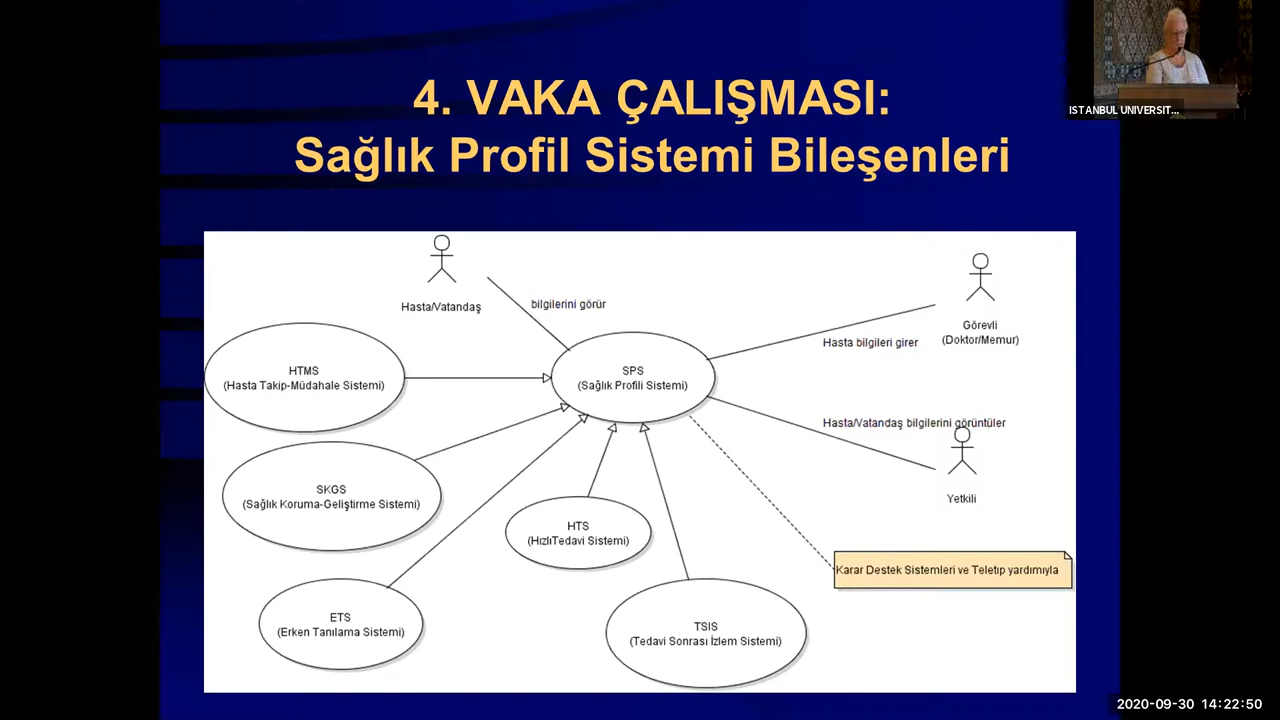 ISTANBUL UNIVERSIT...
4. VAKA ÇALIŞMASI:
Sağlık Profil Sistemi Bileşenleri
Hasta/Vatandaş
bilgilerini görür
Görevli
(Doktor/Memur)
Hasta bilgileri girer
HTMS
(Hasta Takip-Müdahale Sistemi)
SPS
(Sağlık Profili Sistemi)
Hasta/Vatandaş bilgilerini görüntüler
Yetkili
SKGS
(Sağlık Koruma-Geliştirme Sistemi)
HTS
(HızlıTedavi Sistemi)
Karar Destek Sistemleri ve Teletıp yardımıyla
ETS
(Erken Tanılama Sistemi)
TSIS
(Tedavi Sonrası İzlem Sistemi)
2020-09-30 14:22:50